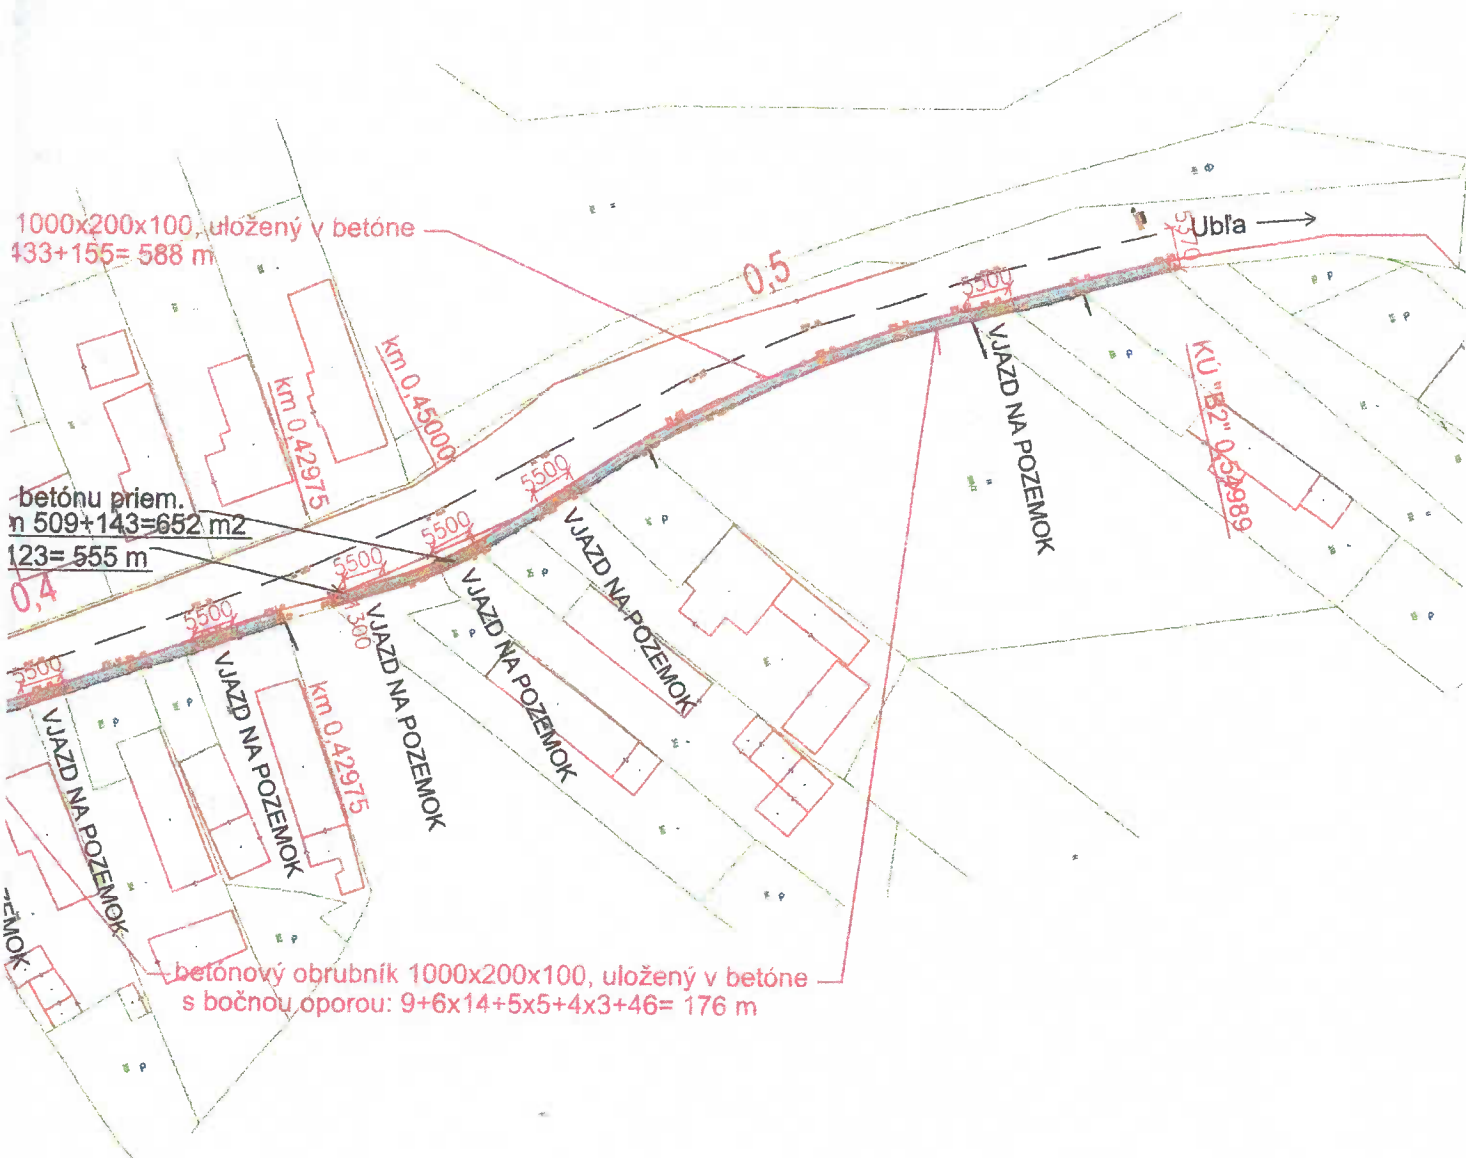 1000x200x100, uložený v betóne
433+155= 588 m
Ubľa
5370
0,5
5500
km 0,45000
km 0,42975
KÚ "B2" 0,54989
VJAZD NA POZEMOK
5500
betónu priem.
509+143=652 m2
123= 555 m
5500
VJAZD NA POZEMOK
5500
0,4
1300
VJAZD NA POZEMOK
VJAZD NA POZEMOK
5500
VJAZD NA POZEMOK
5500
km 0,42975
VJAZD NA POZEMOK
ZEMOK
betónový obrubník 1000x200x100, uložený v betóne
s bočnou oporou: 9+6x14+5x5+4x3+46= 176 m